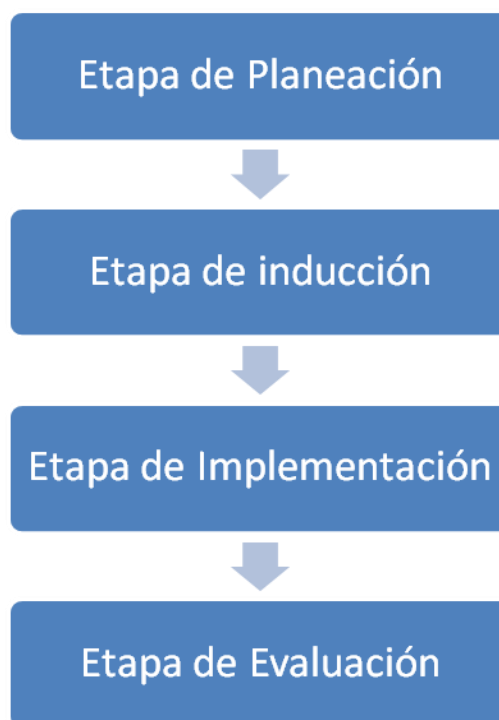 Etapa de Planeación
Etapa de inducción
Etapa de Implementación
Etapa de Evaluación